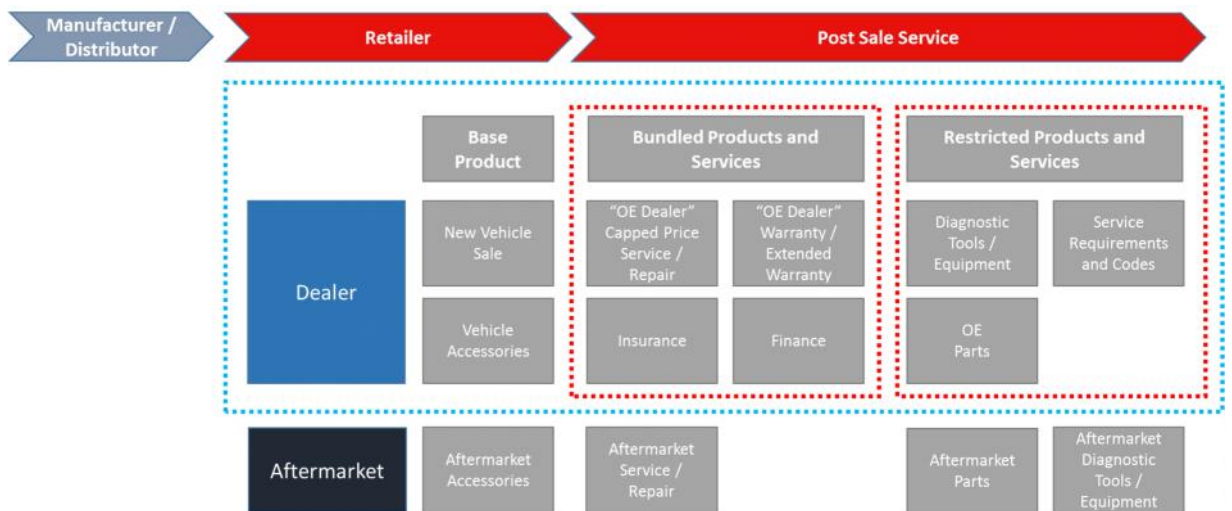 Manufacturer /
Distributor
Retailer
Post Sale Service
Base
Product
Bundled Products and
Services
Restricted Products and
Services
Dealer
New Vehicle
Sale
"OE Dealer"
Capped Price
Service /
Repair
"OE Dealer"
Warranty /
Extended
Warranty
Diagnostic
Tools /
Equipment
Service
Requirements
and Codes
Vehicle
Accessories
Insurance
Finance
OE
Parts
Aftermarket
Aftermarket
Accessories
Aftermarket
Service /
Repair
Aftermarket
Parts
Aftermarket
Diagnostic
Tools /
Equipment